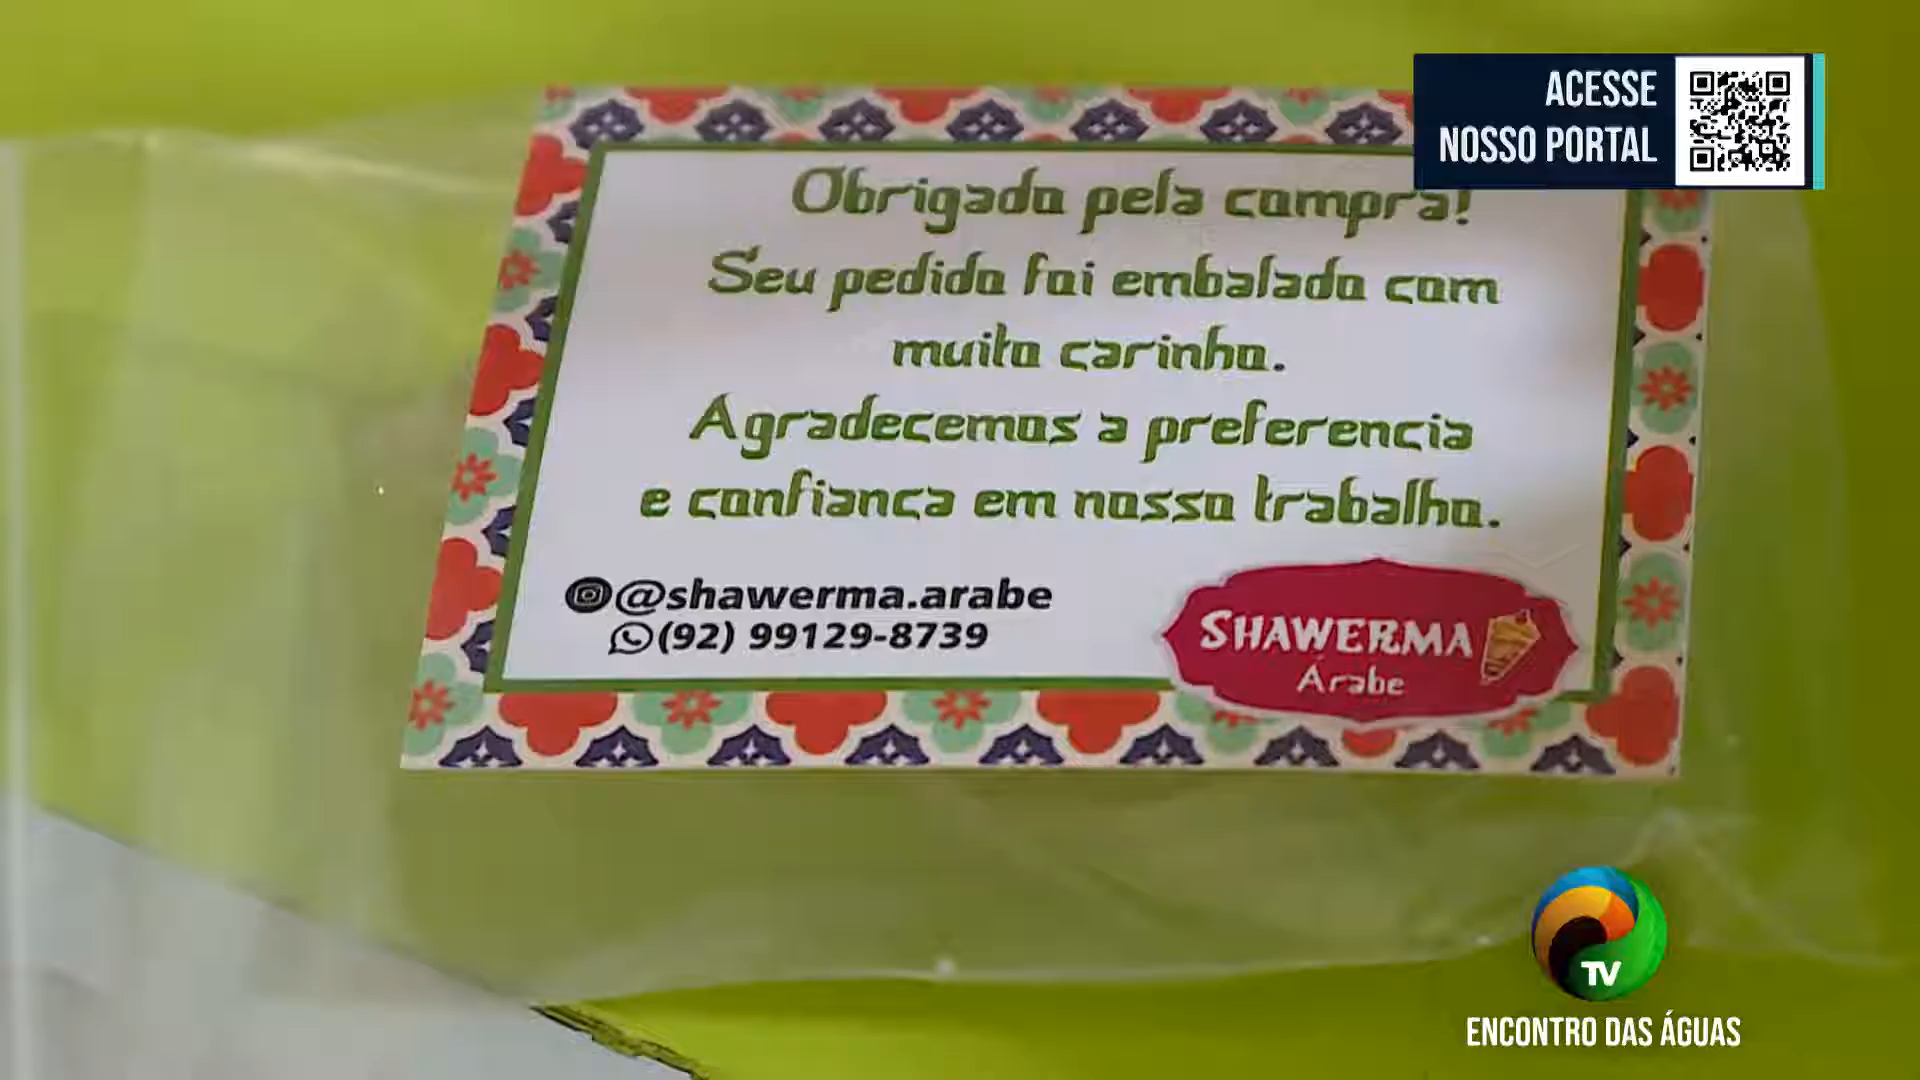 ACESSE
NOSSO PORTAL
Obrigado pela compra!
Seu pedido foi embalado com
muito carinho.
Agradecemos a preferencia
e confiança em nosso trabalho.
@shawerma.arabe
(92) 99129-8739
SHAWERMA
Árabe
TV
ENCONTRO DAS ÁGUAS